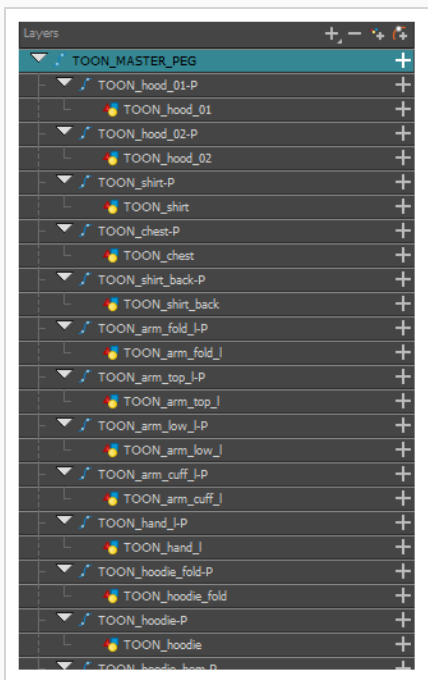 Layers
TOON_MASTER_PEG
TOON_hood_01-P
TOON_hood_01
TOON_hood_02-P
TOON_hood_02
TOON_shirt-P
TOON_shirt
TOON_chest-P
TOON_chest
TOON_shirt_back-P
TOON_shirt_back
TOON_arm_fold_l-P
TOON_arm_fold_l
TOON_arm_top_l-P
TOON_arm_top_l
TOON_arm_low_l-P
TOON_arm_low_l
TOON_arm_cuff_l-P
TOON_arm_cuff_l
TOON_hand_l-P
TOON_hand_l
TOON_hoodie_fold-P
TOON_hoodie_fold
TOON_hoodie-P
TOON_hoodie
TOON_hoodie_hem-P